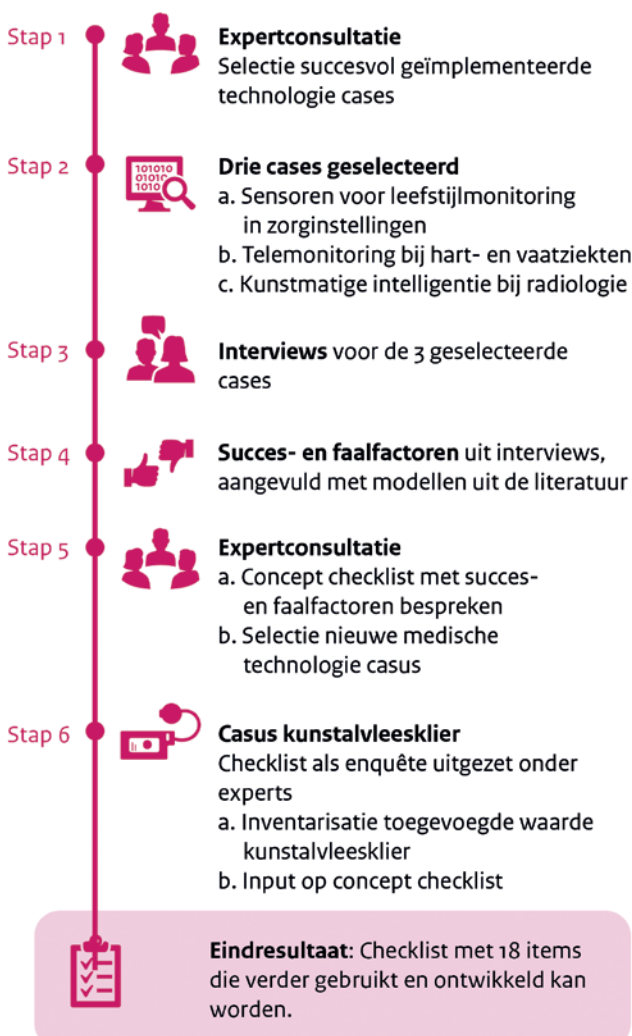 Stap 1
Expertconsultatie
Selectie succesvol geïmplementeerde
technologie cases
Stap 2
101010
01010
1010
Drie cases geselecteerd
a. Sensoren voor leefstijlmonitoring
in zorginstellingen
b. Telemonitoring bij hart- en vaatziekten
c. Kunstmatige intelligentie bij radiologie
Stap 3
Interviews voor de 3 geselecteerde
cases
Stap 4
Succes- en faalfactoren uit interviews,
aangevuld met modellen uit de literatuur
Stap 5
Expertconsultatie
a. Concept checklist met succes-
en faalfactoren bespreken
b. Selectie nieuwe medische
technologie casus
Stap 6
Casus kunstalvleesklier
Checklist als enquête uitgezet onder
experts
a. Inventarisatie toegevoegde waarde
kunstalvleesklier
b. Input op concept checklist
Eindresultaat: Checklist met 18 items
die verder gebruikt en ontwikkeld kan
worden.